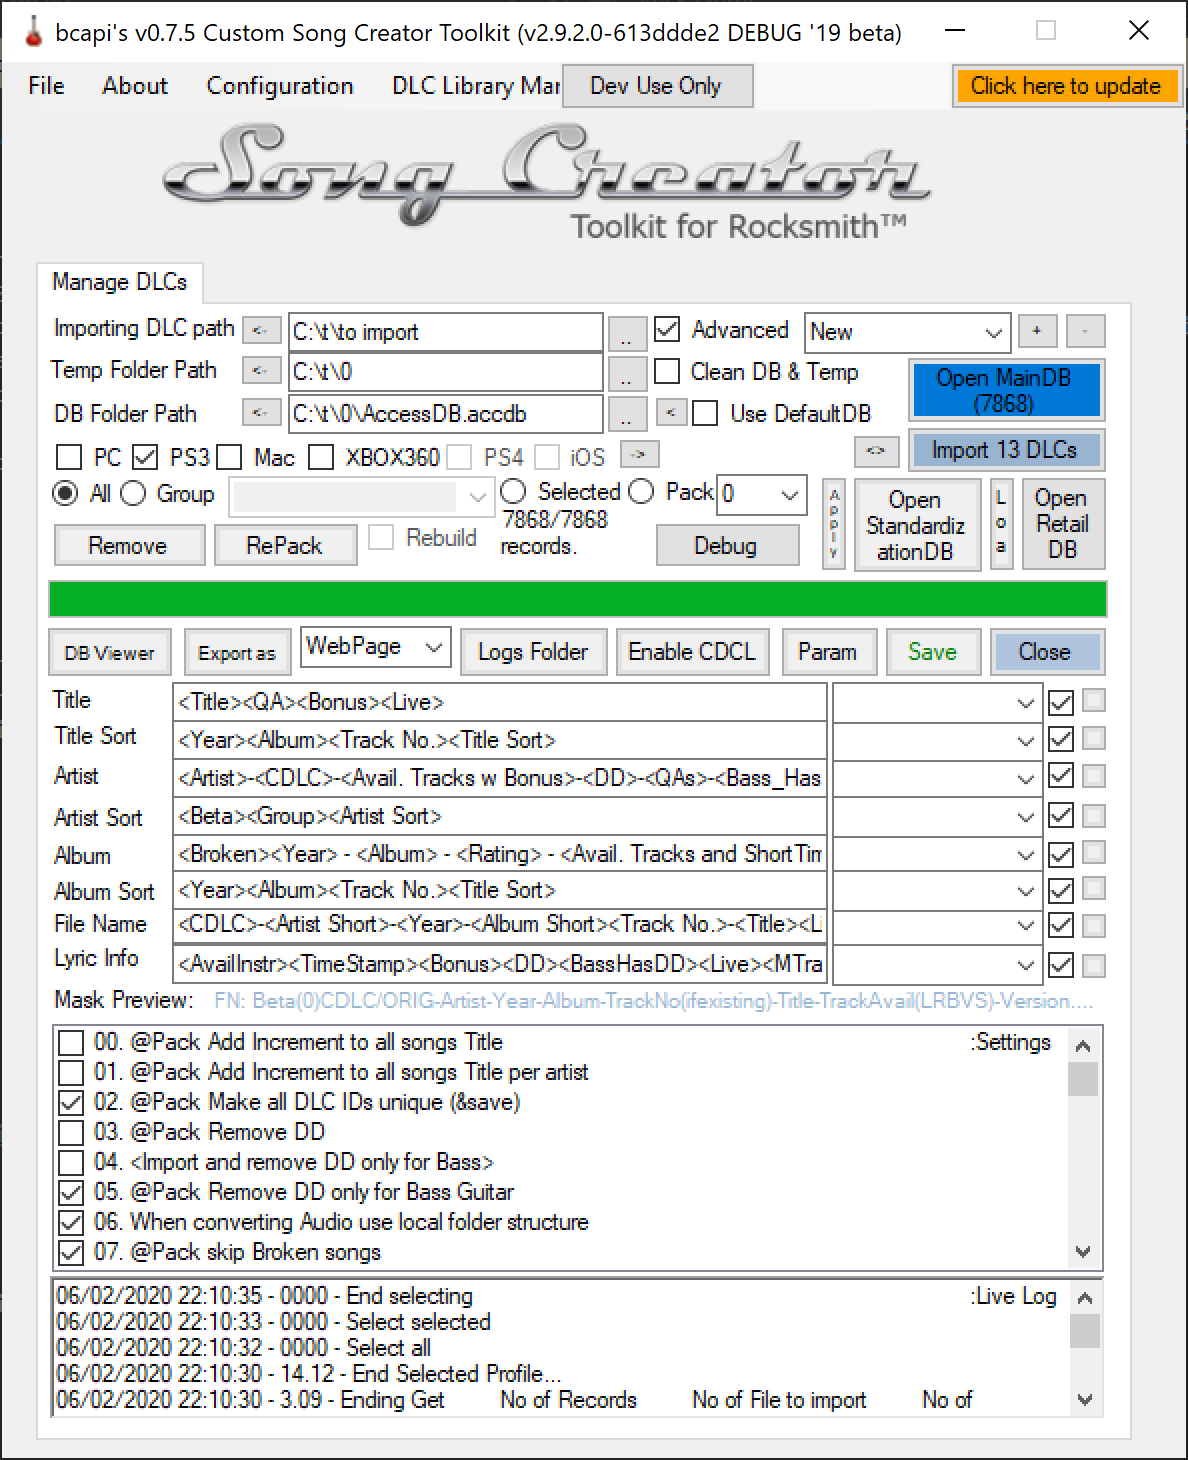 bcapi's v0.7.5 Custom Song Creator Toolkit (v2.9.2.0-613ddde2 DEBUG '19 beta)
File About Configuration DLC Library Mar Dev Use Only Click here to update
Song Creator
Toolkit for Rocksmith™
Manage DLCs
Importing DLC path <- C:\t\to import .. Advanced New + -
Temp Folder Path <- C:\t\0 .. Clean DB & Temp Open MainDB (7868)
DB Folder Path <- C:\t\0\AccessDB.accdb .. < Use DefaultDB
PC PS3 Mac XBOX360 PS4 iOS -> <> Import 13 DLCs
All Group Selected Pack 0 Apply Open Standardiz ationDB Loa Open Retail DB
7868/7868 records.
Remove RePack Rebuild Debug
DB Viewer Export as WebPage Logs Folder Enable CDCL Param Save Close
Title <Title><QA><Bonus><Live>
Title Sort <Year><Album><Track No.><Title Sort>
Artist <Artist>-<CDLC>-<Avail. Tracks w Bonus>-<DD>-<QAs>-<Bass_Has
Artist Sort <Beta><Group><Artist Sort>
Album <Broken><Year> - <Album> - <Rating> - <Avail. Tracks and ShortTim
Album Sort <Year><Album><Track No.><Title Sort>
File Name <CDLC>-<Artist Short>-<Year>-<Album Short><Track No.>-<Title><Li
Lyric Info <AvailInstr><TimeStamp><Bonus><DD><BassHasDD><Live><MTra
Mask Preview: FN: Beta(0)CDLC/ORIG-Artist-Year-Album-TrackNo(ifexisting)-Title-TrackAvail(LRBVS)-Version....
00. @Pack Add Increment to all songs Title :Settings
01. @Pack Add Increment to all songs Title per artist
02. @Pack Make all DLC IDs unique (&save)
03. @Pack Remove DD
04. <Import and remove DD only for Bass>
05. @Pack Remove DD only for Bass Guitar
06. When converting Audio use local folder structure
07. @Pack skip Broken songs
06/02/2020 22:10:35 - 0000 - End selecting :Live Log
06/02/2020 22:10:33 - 0000 - Select selected
06/02/2020 22:10:32 - 0000 - Select all
06/02/2020 22:10:30 - 14.12 - End Selected Profile...
06/02/2020 22:10:30 - 3.09 - Ending Get No of Records No of File to import No of